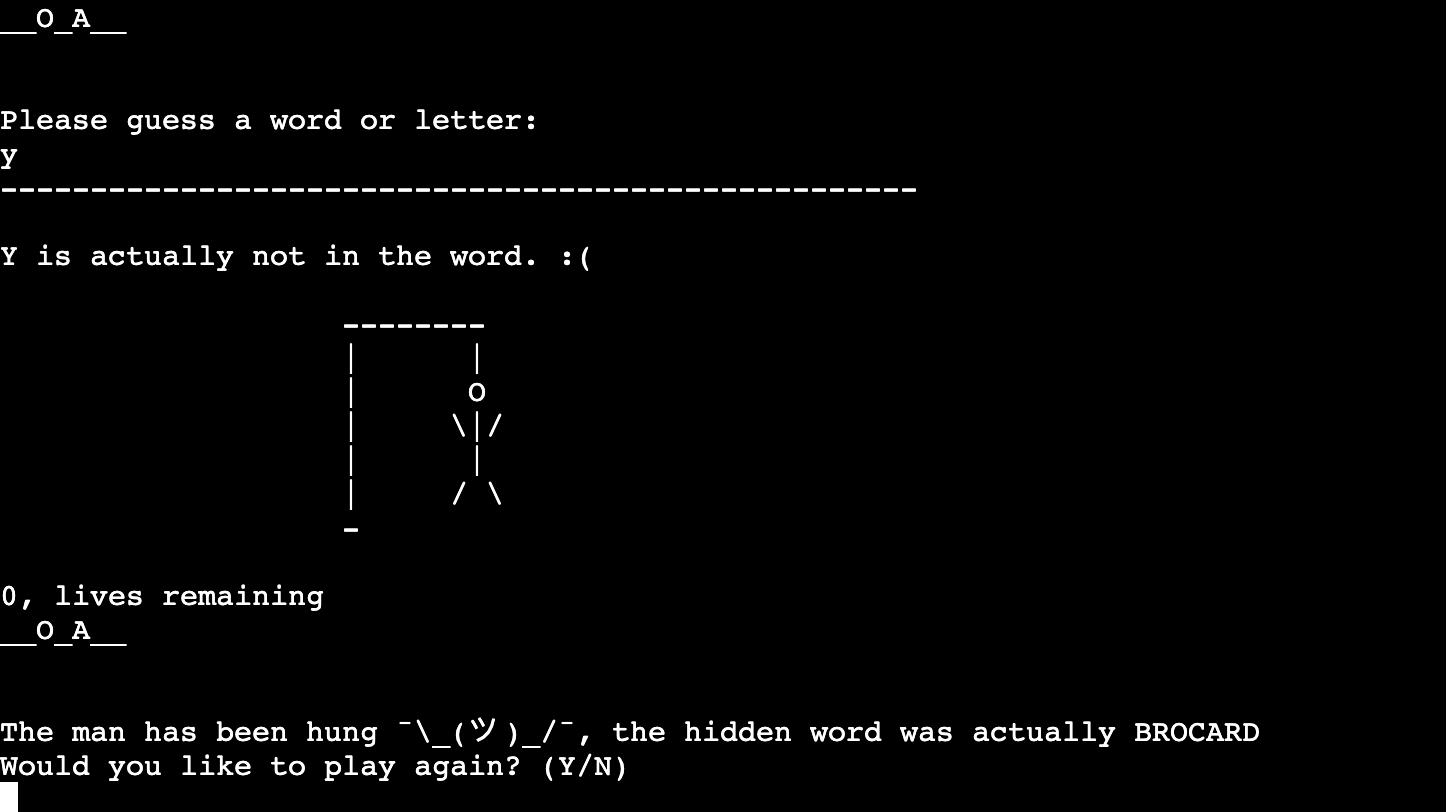 __O_A__
Please guess a word or letter:
y
---------------------------------------------------
Y is actually not in the word. :(
                   --------
                   |      |
                   |      O
                   |     \|/
                   |      |
                   |     / \
                   -
0, lives remaining
__O_A__
The man has been hung ¯\_(ツ)_/¯, the hidden word was actually BROCARD
Would you like to play again? (Y/N)